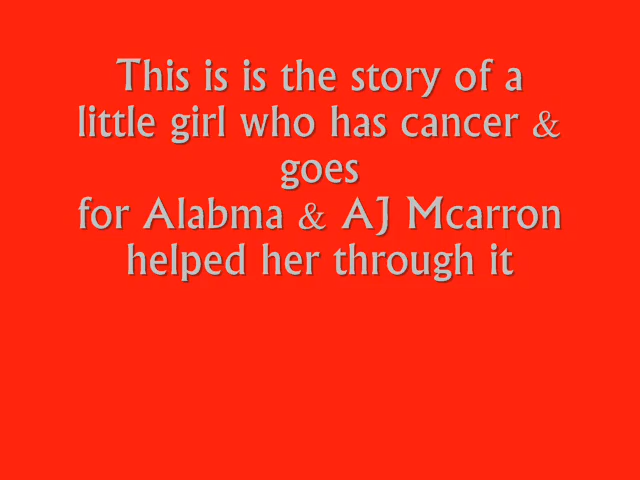 This is is the story of a
little girl who has cancer &
goes
for Alabma & AJ Mcarron
helped her through it